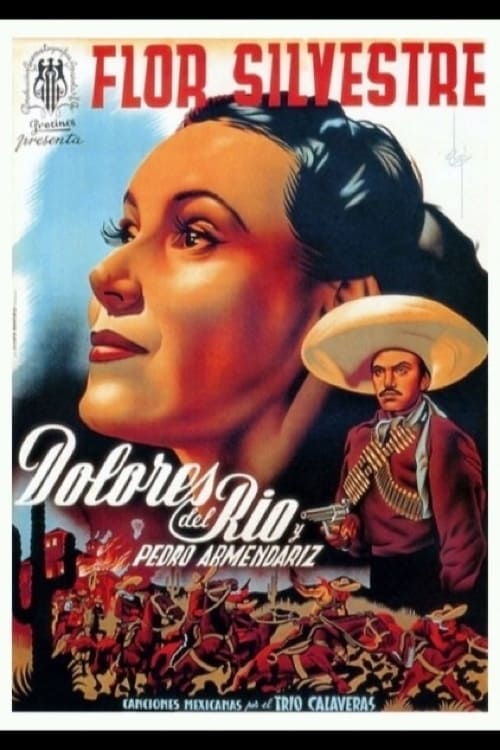 FLOR SILVESTRE
presenta
Dolores
del Rio y
PEDRO ARMENDARIZ
CANCIONES MEXICANAS por el TRIO CALAVERAS